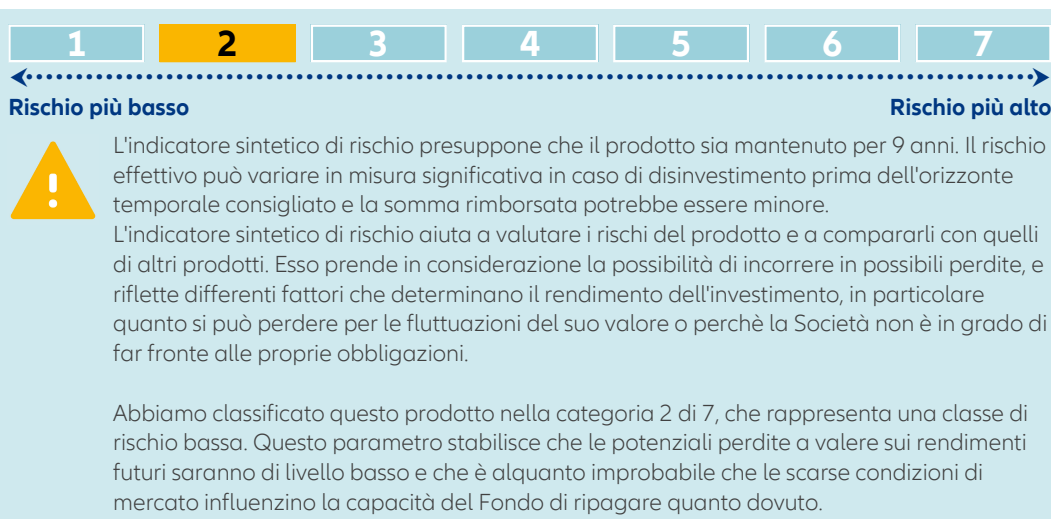 1 2 3 4 5 6 7
Rischio più basso Rischio più alto
L'indicatore sintetico di rischio presuppone che il prodotto sia mantenuto per 9 anni. Il rischio
effettivo può variare in misura significativa in caso di disinvestimento prima dell'orizzonte
temporale consigliato e la somma rimborsata potrebbe essere minore.
L'indicatore sintetico di rischio aiuta a valutare i rischi del prodotto e a compararli con quelli
di altri prodotti. Esso prende in considerazione la possibilità di incorrere in possibili perdite, e
riflette differenti fattori che determinano il rendimento dell'investimento, in particolare
quanto si può perdere per le fluttuazioni del suo valore o perchè la Società non è in grado di
far fronte alle proprie obbligazioni.
Abbiamo classificato questo prodotto nella categoria 2 di 7, che rappresenta una classe di
rischio bassa. Questo parametro stabilisce che le potenziali perdite a valere sui rendimenti
futuri saranno di livello basso e che è alquanto improbabile che le scarse condizioni di
mercato influenzino la capacità del Fondo di ripagare quanto dovuto.